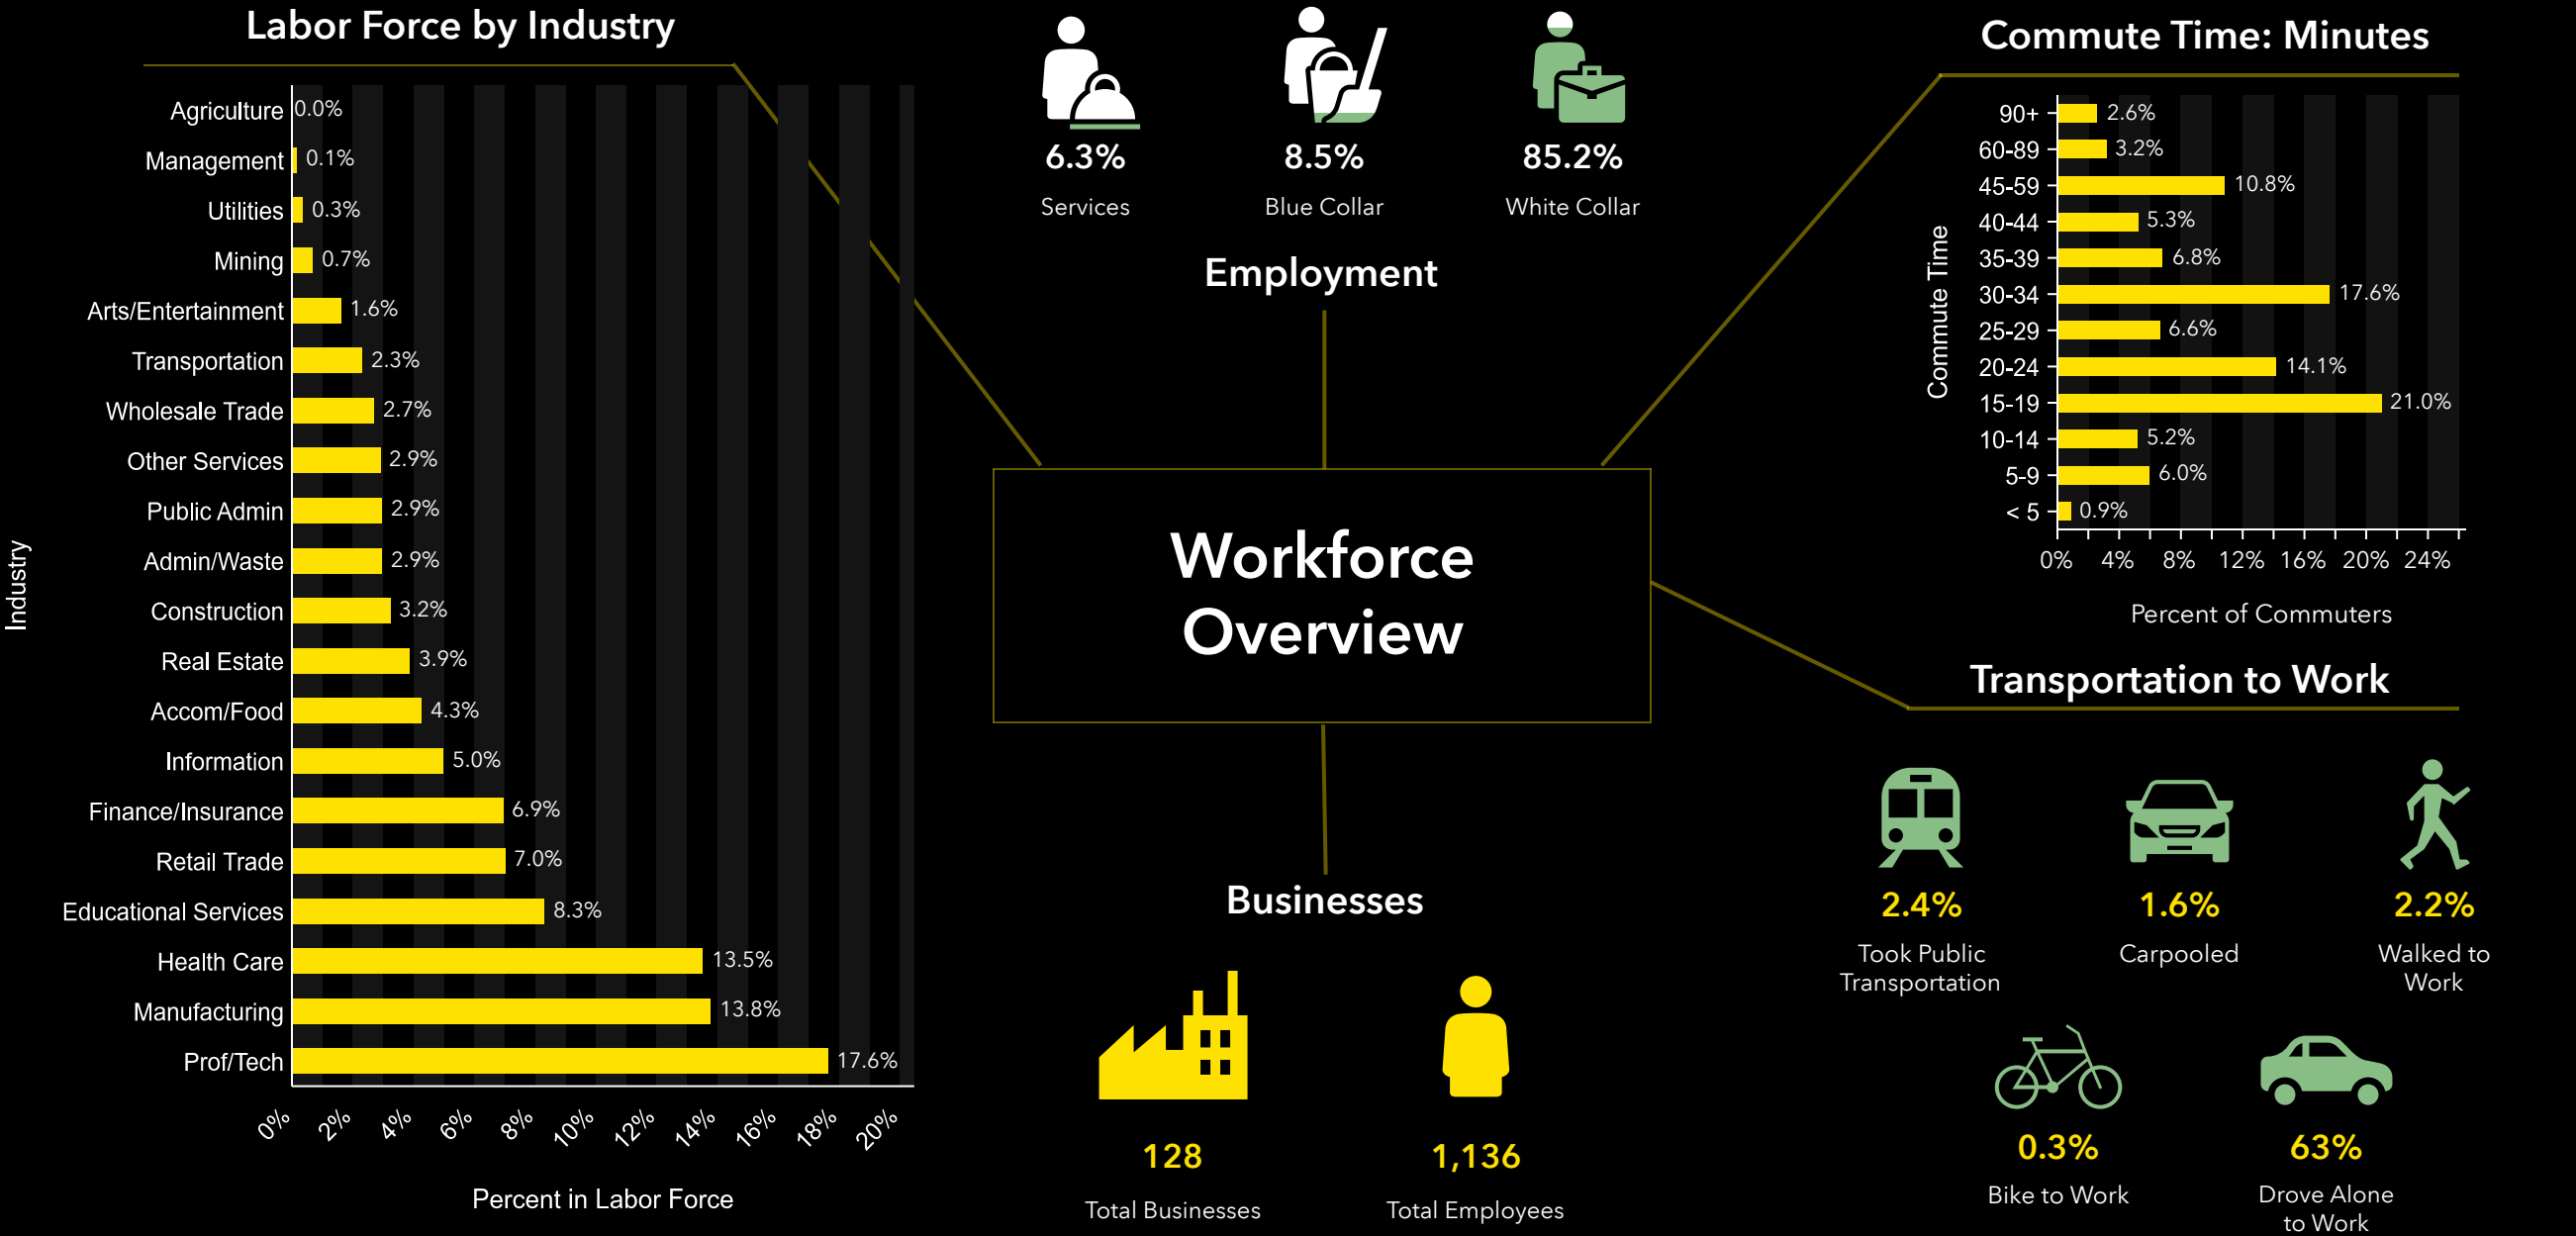 Labor Force by Industry
Industry
Agriculture 0.0%
Management 0.1%
Utilities 0.3%
Mining 0.7%
Arts/Entertainment 1.6%
Transportation 2.3%
Wholesale Trade 2.7%
Other Services 2.9%
Public Admin 2.9%
Admin/Waste 2.9%
Construction 3.2%
Real Estate 3.9%
Accom/Food 4.3%
Information 5.0%
Finance/Insurance 6.9%
Retail Trade 7.0%
Educational Services 8.3%
Health Care 13.5%
Manufacturing 13.8%
Prof/Tech 17.6%
0% 2% 4% 6% 8% 10% 12% 14% 16% 18% 20%
Percent in Labor Force
6.3% 8.5% 85.2%
Services Blue Collar White Collar
Employment
Workforce
Overview
Businesses
128 1,136
Total Businesses Total Employees
Commute Time: Minutes
Commute Time
90+ 2.6%
60-89 3.2%
45-59 10.8%
40-44 5.3%
35-39 6.8%
30-34 17.6%
25-29 6.6%
20-24 14.1%
15-19 21.0%
10-14 5.2%
5-9 6.0%
< 5 0.9%
0% 4% 8% 12% 16% 20% 24%
Percent of Commuters
Transportation to Work
2.4% 1.6% 2.2%
Took Public Carpooled Walked to
Transportation Work
0.3% 63%
Bike to Work Drove Alone
to Work